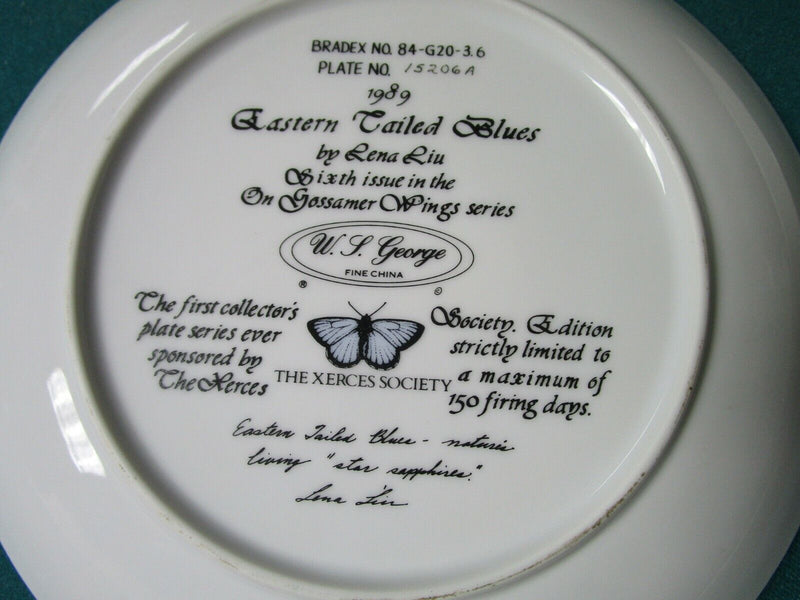 BRADEX NO. 84-G20-3.6
PLATE NO. 15206A
1989
Eastern Tailed Blues
by Lena Liu
Sixth issue in the
On Gossamer Wings series
W. S. George
FINE CHINA
® ©
The first collector's
plate series ever
sponsored by
The Xerces
THE XERCES SOCIETY
Society. Edition
strictly limited to
a maximum of
150 firing days.
Eastern Tailed Blues - nature's
living "star sapphires."
Lena Liu